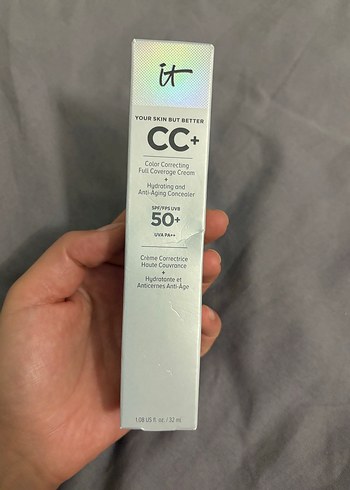 it
YOUR SKIN BUT BETTER
CC+
Color Correcting
Full Coverage Cream
+
Hydrating and
Anti-Aging Concealer
SPF/FPS UVB
50+
UVA PA++
Crème Correctrice
Haute Couvrance
+
Hydratante et
Anticernes Anti-Âge
1.08 US fl. oz. / 32 ml